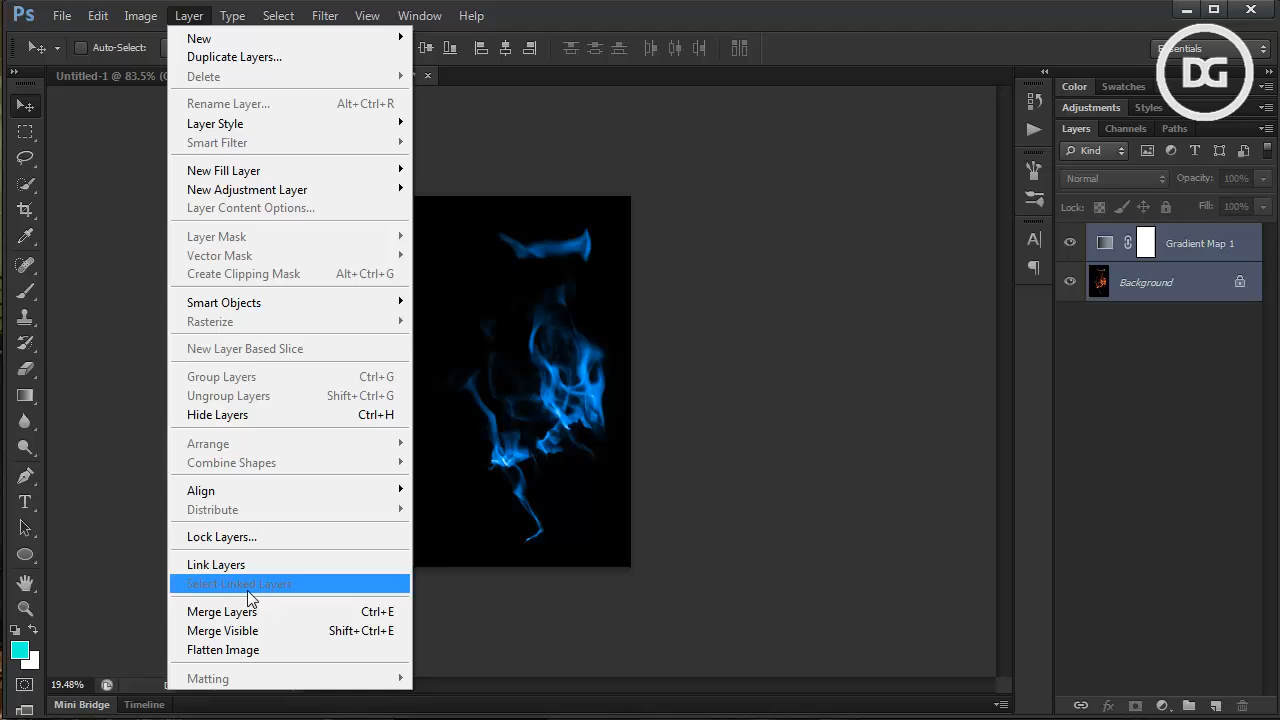 Ps File Edit Image Layer Type Select Filter View Window Help
Auto-Select: Essentials
Untitled-1 @ 83.5% (
New
Duplicate Layers...
Delete
Rename Layer... Alt+Ctrl+R
Layer Style
Smart Filter
New Fill Layer
New Adjustment Layer
Layer Content Options...
Layer Mask
Vector Mask
Create Clipping Mask Alt+Ctrl+G
Smart Objects
Rasterize
New Layer Based Slice
Group Layers Ctrl+G
Ungroup Layers Shift+Ctrl+G
Hide Layers Ctrl+H
Arrange
Combine Shapes
Align
Distribute
Lock Layers...
Link Layers
Select Linked Layers
Merge Layers Ctrl+E
Merge Visible Shift+Ctrl+E
Flatten Image
Matting
19.48%
Mini Bridge Timeline
DG
Color Swatches
Adjustments Styles
Layers Channels Paths
Kind
Normal Opacity: 100%
Lock: Fill: 100%
Gradient Map 1
Background